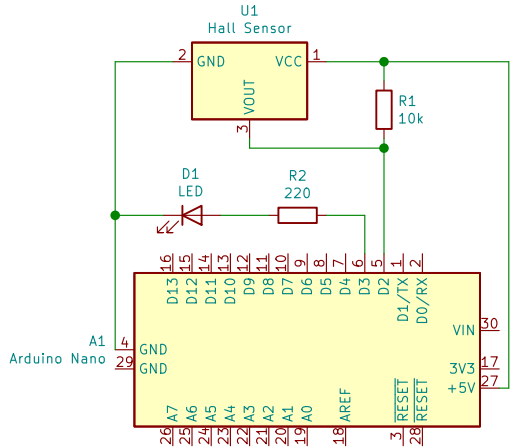 U1
Hall Sensor
2 GND VCC 1
VOUT
3
R1
10k
D1
LED
R2
220
16 15 14 13 12 11 10 9 8 7 6 5 1 2
D13 D12 D11 D10 D9 D8 D7 D6 D5 D4 D3 D2 D1/TX D0/RX
A1
Arduino Nano
4 GND
29 GND
VIN 30
3V3 17
+5V 27
A7 A6 A5 A4 A3 A2 A1 A0 AREF RESET RESET
26 25 24 23 22 21 20 19 18 3 28